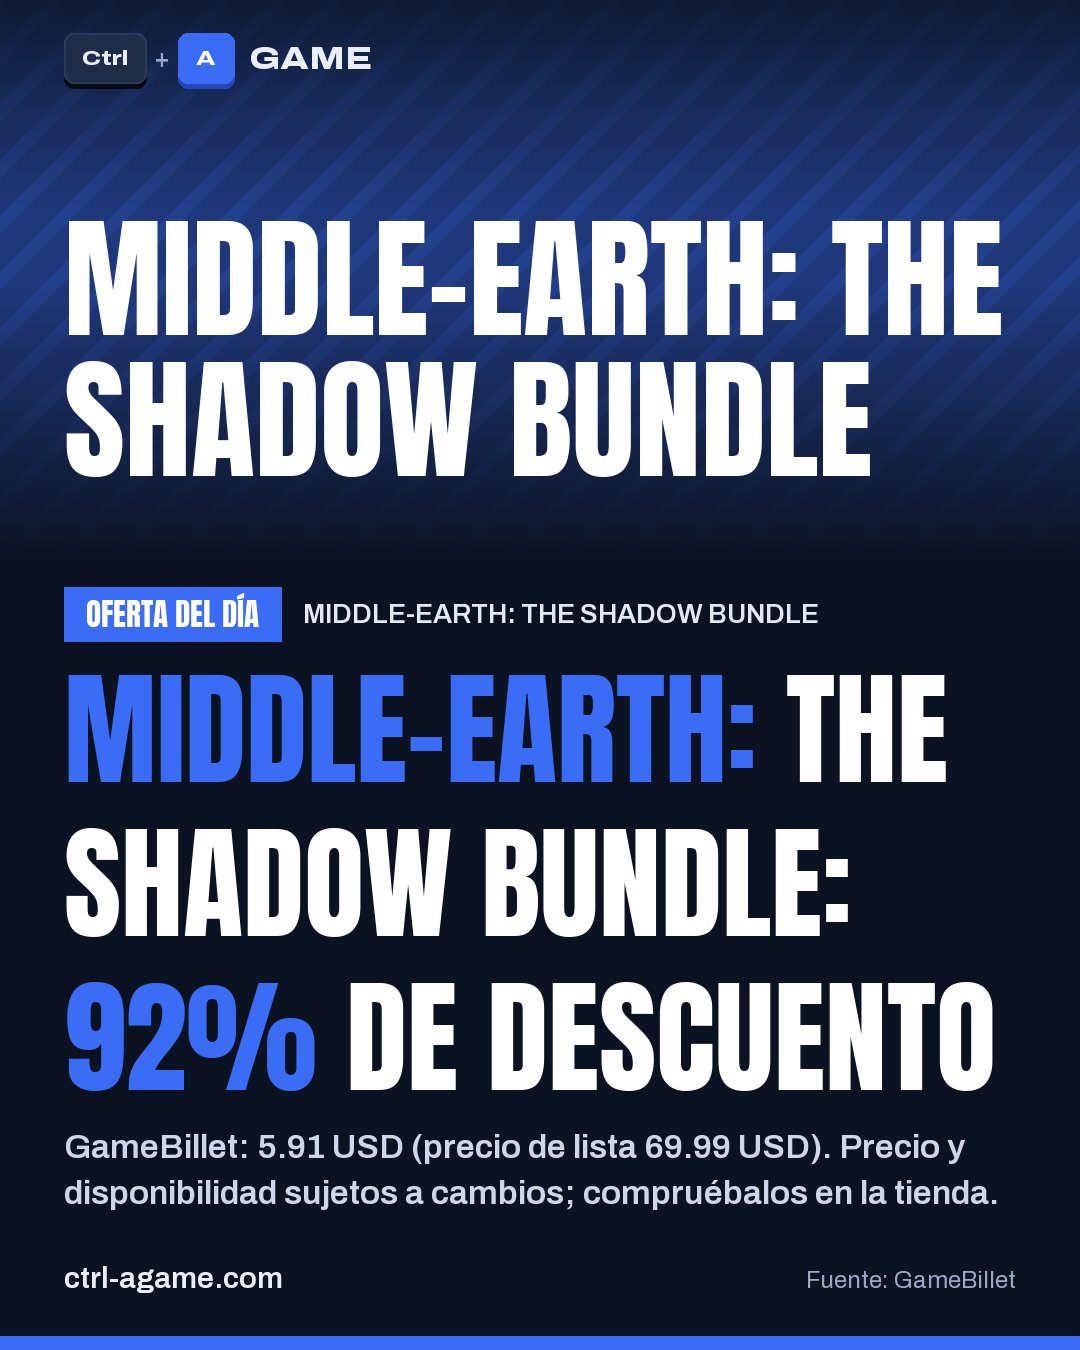 Ctrl + A GAME
MIDDLE-EARTH: THE
SHADOW BUNDLE
OFERTA DEL DÍA MIDDLE-EARTH: THE SHADOW BUNDLE
MIDDLE-EARTH: THE
SHADOW BUNDLE:
92% DE DESCUENTO
GameBillet: 5.91 USD (precio de lista 69.99 USD). Precio y
disponibilidad sujetos a cambios; compruébalos en la tienda.
ctrl-agame.com Fuente: GameBillet